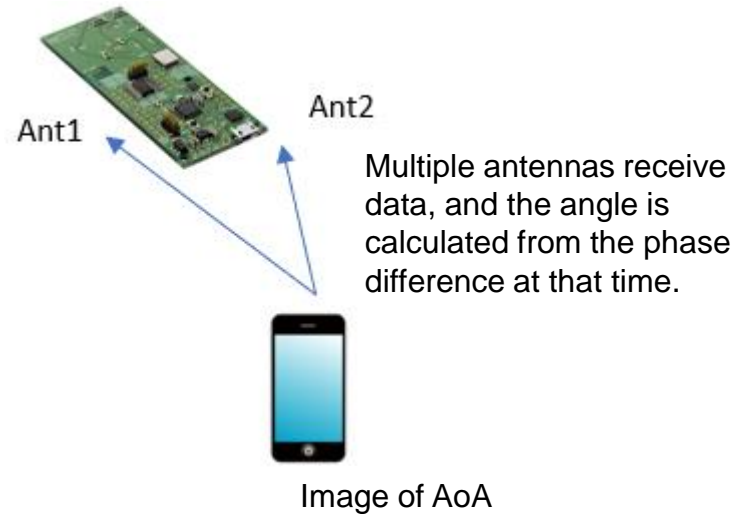 Ant1
Ant2
Multiple antennas receive
data, and the angle is
calculated from the phase
difference at that time.
Image of AoA